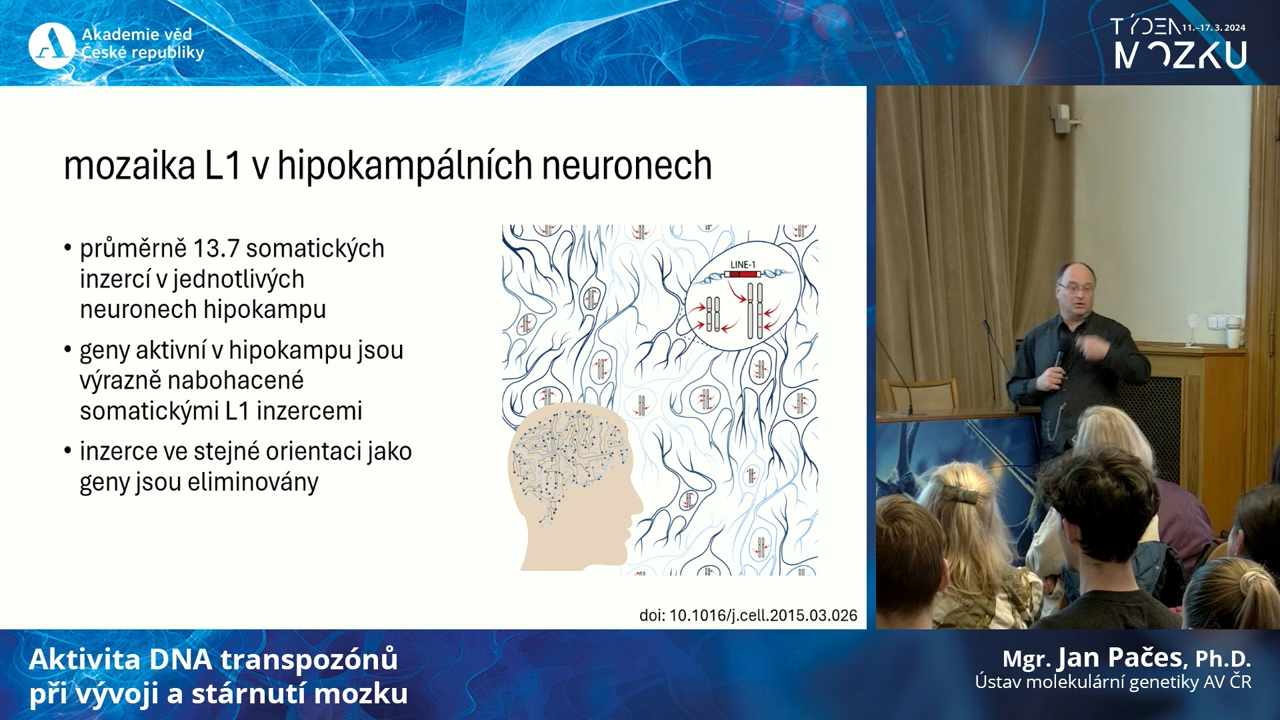 Akademie věd
České republiky
TÝDEN 11.–17. 3. 2024
MOZKU
mozaika L1 v hipokampálních neuronech
• průměrně 13.7 somatických
inzercí v jednotlivých
neuronech hipokampu
• geny aktivní v hipokampu jsou
výrazně nabohacené
somatickými L1 inzercemi
• inzerce ve stejné orientaci jako
geny jsou eliminovány
LINE-1
doi: 10.1016/j.cell.2015.03.026
Aktivita DNA transpozónů
při vývoji a stárnutí mozku
Mgr. Jan Pačes, Ph.D.
Ústav molekulární genetiky AV ČR